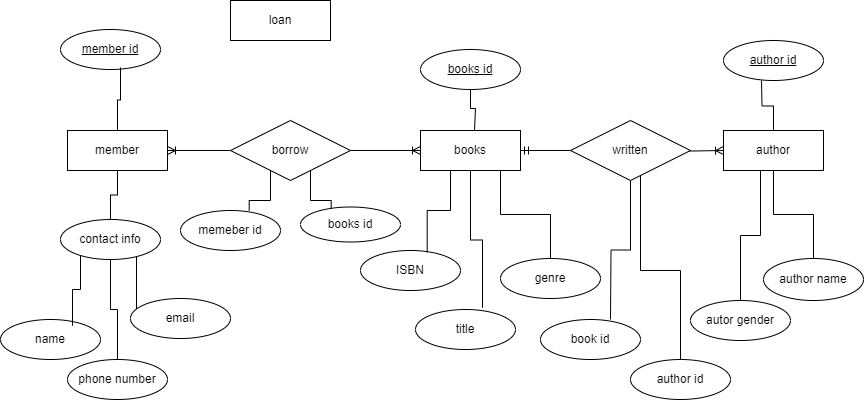 loan
member id
books id
author id
member
borrow
books
written
author
memeber id
books id
contact info
ISBN
genre
author name
name
email
title
book id
autor gender
phone number
author id